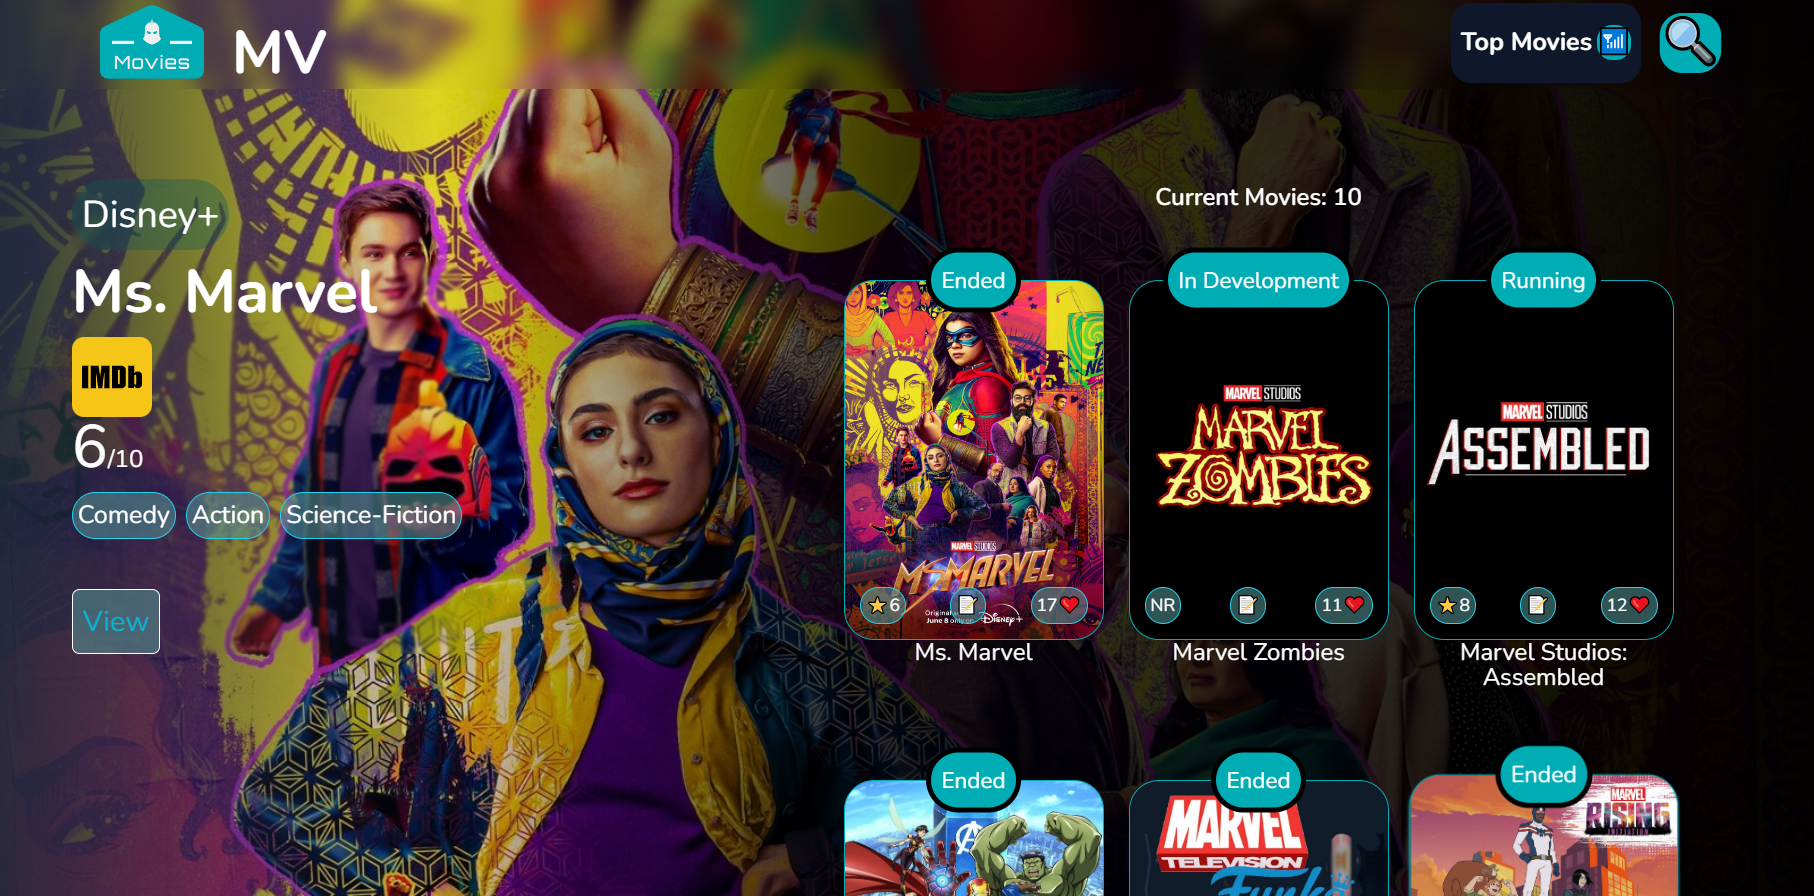 Movies
MV
Top Movies
Disney+
Ms. Marvel
IMDb
6/10
Comedy
Action
Science-Fiction
View
Current Movies: 10
Ended
MARVEL STUDIOS
MS. MARVEL
June 8 only on Disney+
6
17
Ms. Marvel
In Development
MARVEL STUDIOS
MARVEL
ZOMBIES
NR
11
Marvel Zombies
Running
MARVEL STUDIOS
ASSEMBLED
8
12
Marvel Studios:
Assembled
Ended
Ended
MARVEL
TELEVISION
Funko
Ended
MARVEL
RISING
INITIATION